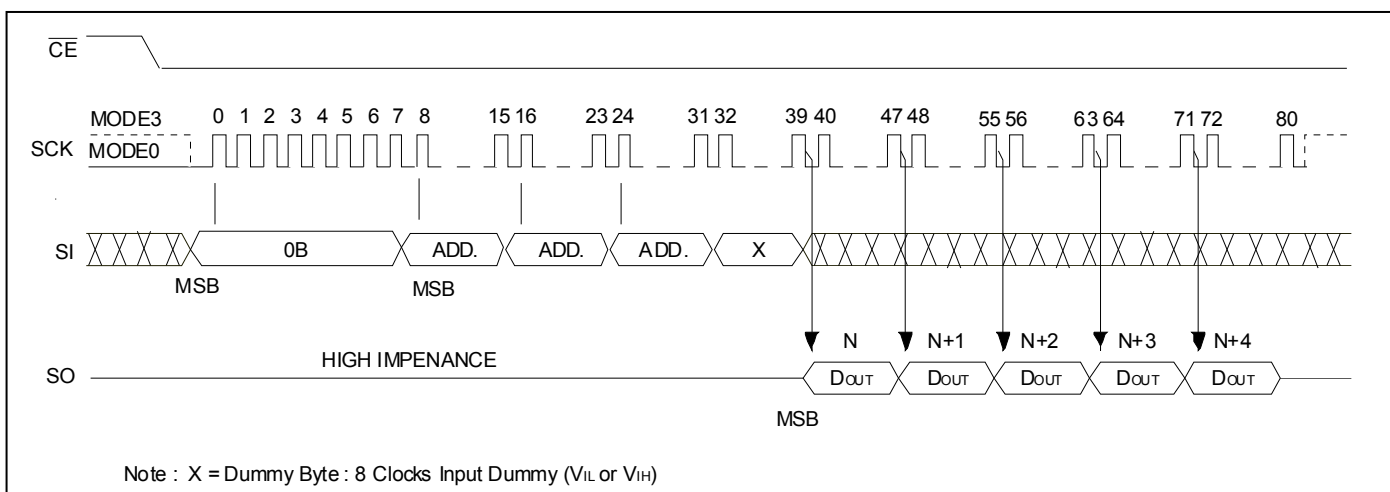 CE
MODE3 0 1 2 3 4 5 6 7 8 15 16 23 24 31 32 39 40 47 48 55 56 63 64 71 72 80
SCK MODE0
SI 0B ADD. ADD. ADD. X
MSB MSB
N N+1 N+2 N+3 N+4
HIGH IMPENANCE
SO DOUT DOUT DOUT DOUT DOUT
MSB
Note : X = Dummy Byte : 8 Clocks Input Dummy (VIL or VIH)